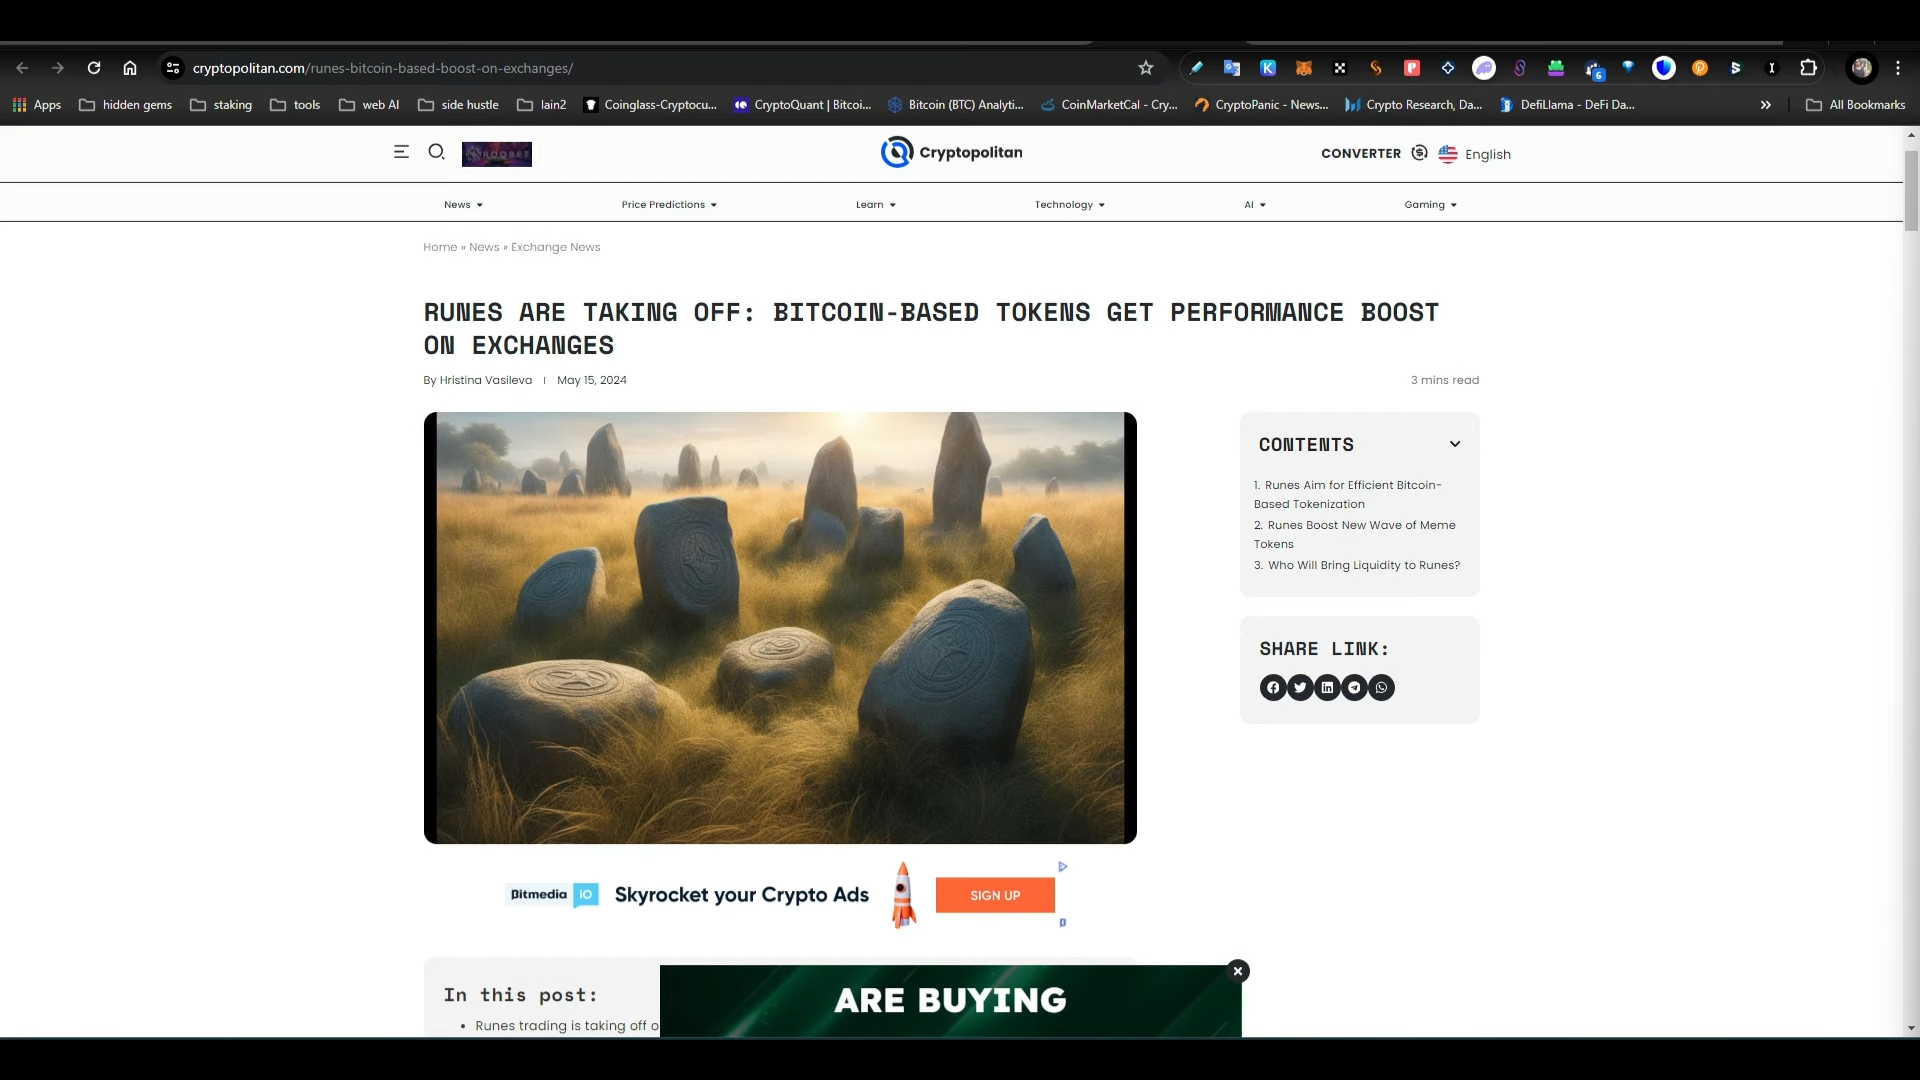 cryptopolitan.com/runes-bitcoin-based-boost-on-exchanges/
6
Apps
hidden gems
staking
tools
web AI
side hustle
lain2
Coinglass-Cryptocu...
CryptoQuant | Bitcoi...
Bitcoin (BTC) Analyti...
CoinMarketCal - Cry...
CryptoPanic - News...
Crypto Research, Da...
DefiLlama - DeFi Da...
All Bookmarks
ROOBET
Cryptopolitan
CONVERTER
English
News
Price Predictions
Learn
Technology
AI
Gaming
Home » News » Exchange News
RUNES ARE TAKING OFF: BITCOIN-BASED TOKENS GET PERFORMANCE BOOST
ON EXCHANGES
By Hristina Vasileva | May 15, 2024
3 mins read
CONTENTS
1. Runes Aim for Efficient Bitcoin-
Based Tokenization
2. Runes Boost New Wave of Meme
Tokens
3. Who Will Bring Liquidity to Runes?
SHARE LINK:
Bitmedia IO
Skyrocket your Crypto Ads
SIGN UP
In this post:
• Runes trading is taking off o
ARE BUYING